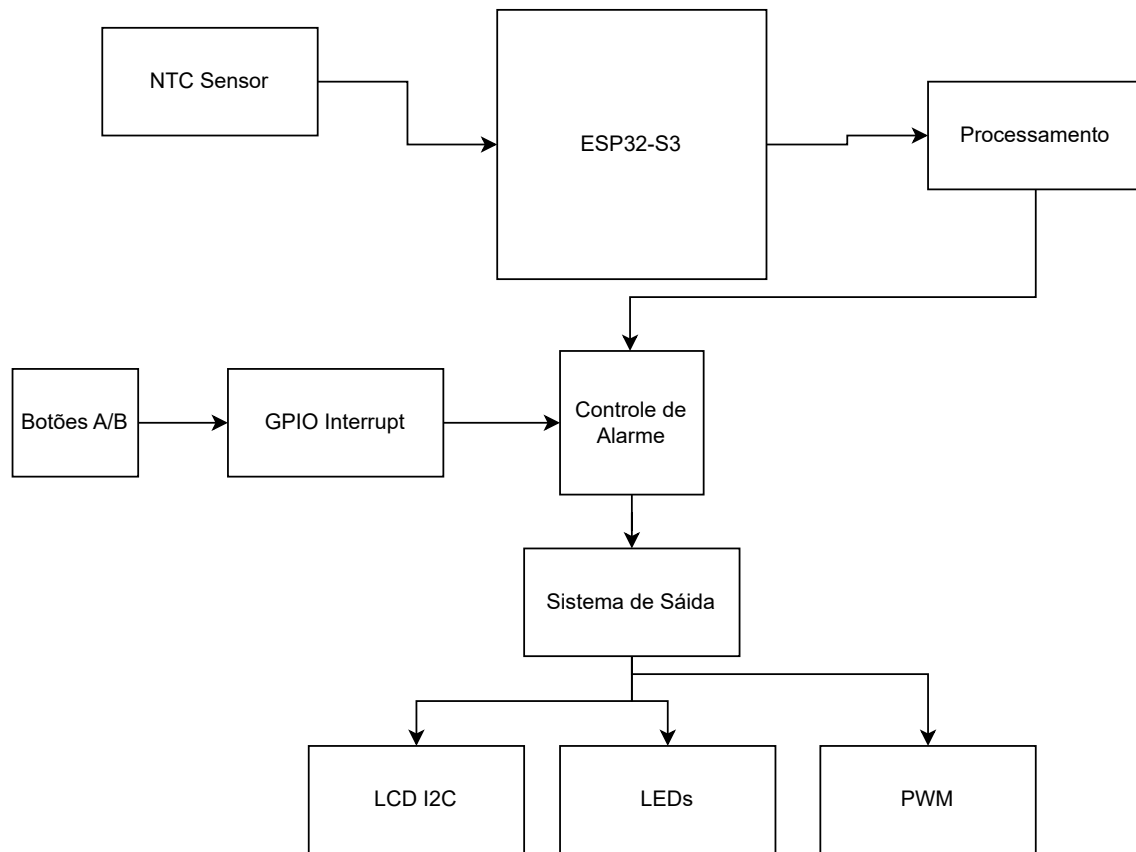 NTC Sensor
ESP32-S3
Processamento
Botões A/B
GPIO Interrupt
Controle de
Alarme
Sistema de Sáida
LCD I2C
LEDs
PWM